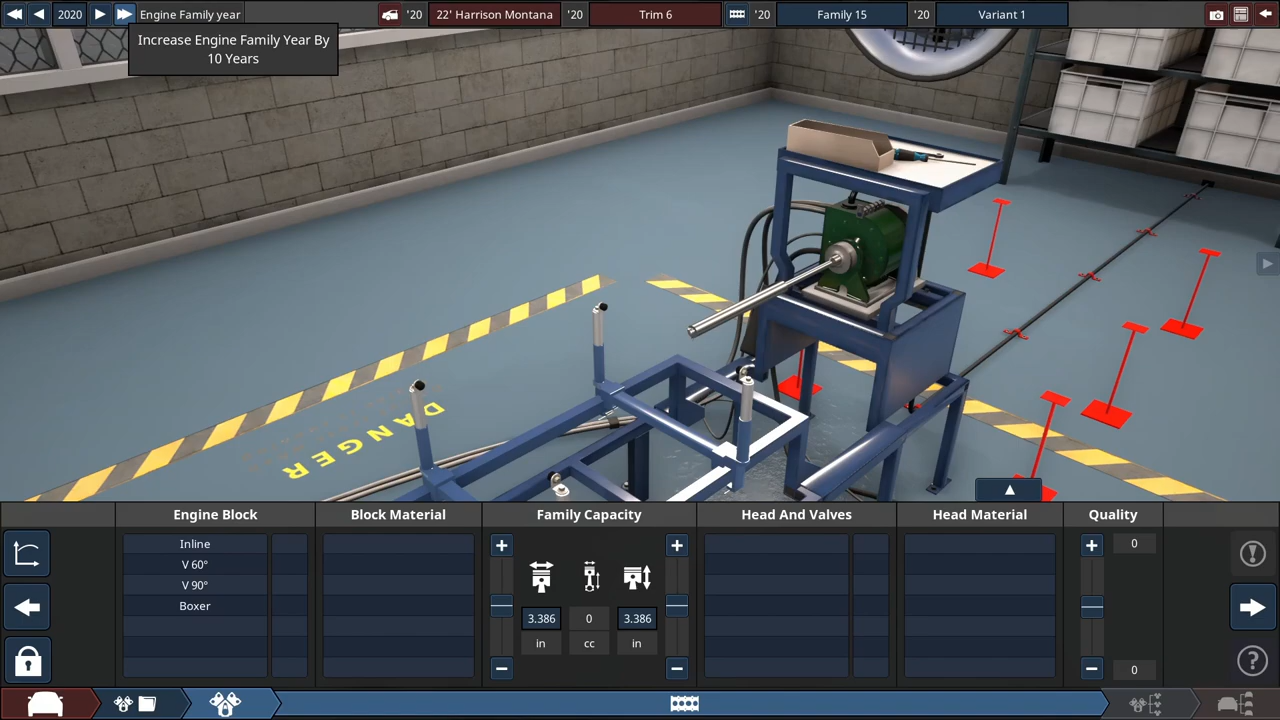 2020
Engine Family year
'20
22' Harrison Montana
'20
Trim 6
'20
Family 15
'20
Variant 1
Increase Engine Family Year By
10 Years
DANGER
Engine Block
Block Material
Family Capacity
Head And Valves
Head Material
Quality
Inline
V 60°
V 90°
Boxer
+
+
+
0
3.386
0
3.386
in
cc
in
0